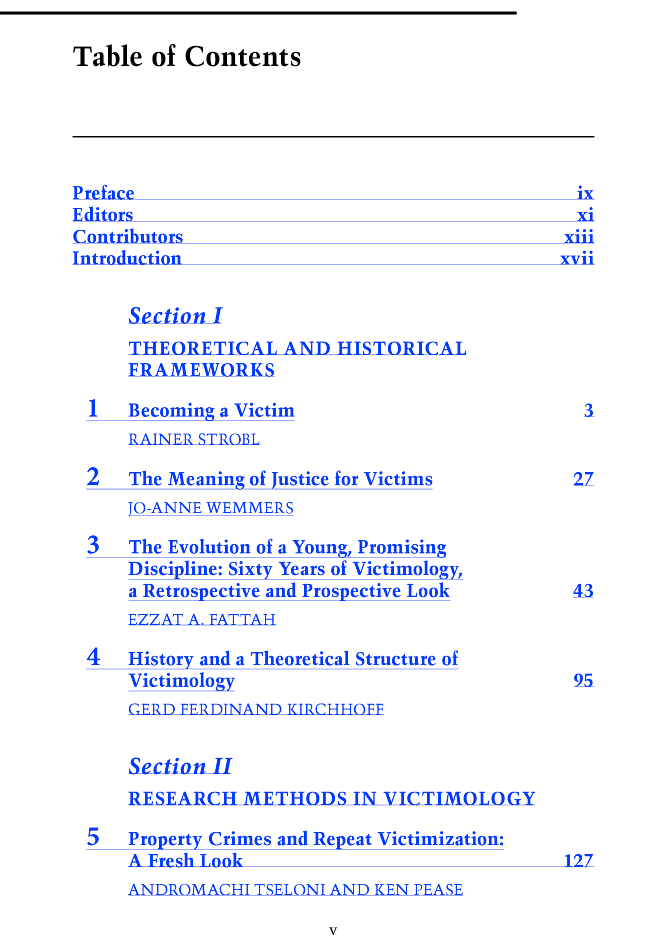 Table of Contents
Preface ix
Editors xi
Contributors xiii
Introduction xvii
Section I
THEORETICAL AND HISTORICAL
FRAMEWORKS
1 Becoming a Victim 3
RAINER STROBL
2 The Meaning of Justice for Victims 27
JO-ANNE WEMMERS
3 The Evolution of a Young, Promising
Discipline: Sixty Years of Victimology,
a Retrospective and Prospective Look 43
EZZAT A. FATTAH
4 History and a Theoretical Structure of
Victimology 95
GERD FERDINAND KIRCHHOFF
Section II
RESEARCH METHODS IN VICTIMOLOGY
5 Property Crimes and Repeat Victimization:
A Fresh Look 127
ANDROMACHI TSELONI AND KEN PEASE
v